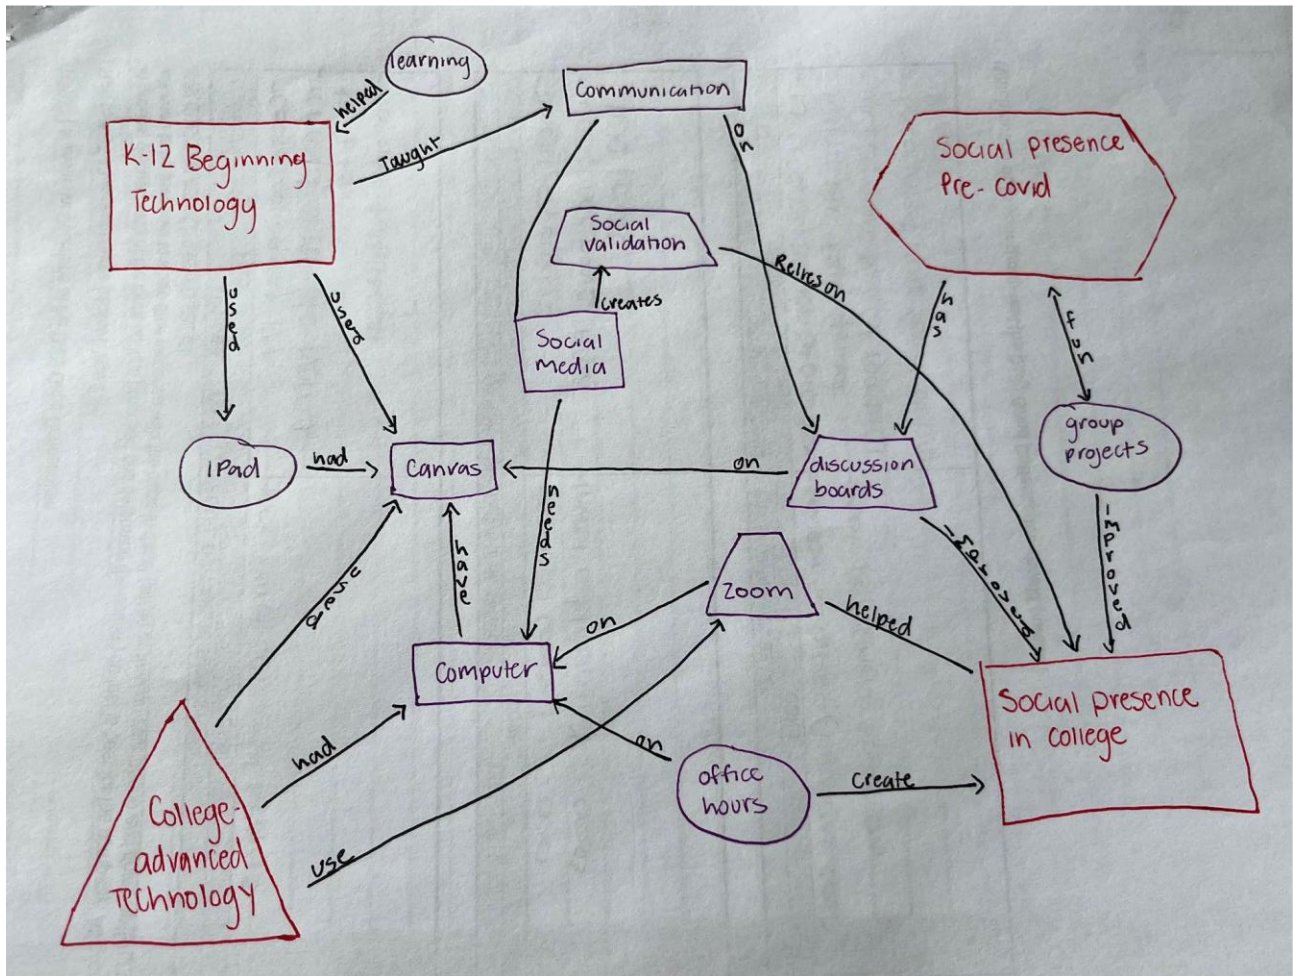 learning
helped
Communication
K-12 Beginning
Technology
Taught
on
Social presence
Pre-covid
Social
validation
Relies on
creates
used
used
has
Social
media
fun
group
projects
iPad
had
Canvas
on
discussion
boards
needs
have
improved
used
Zoom
on
helped
Computer
Social presence
in college
had
on
office
hours
create
College-
advanced
Technology
use